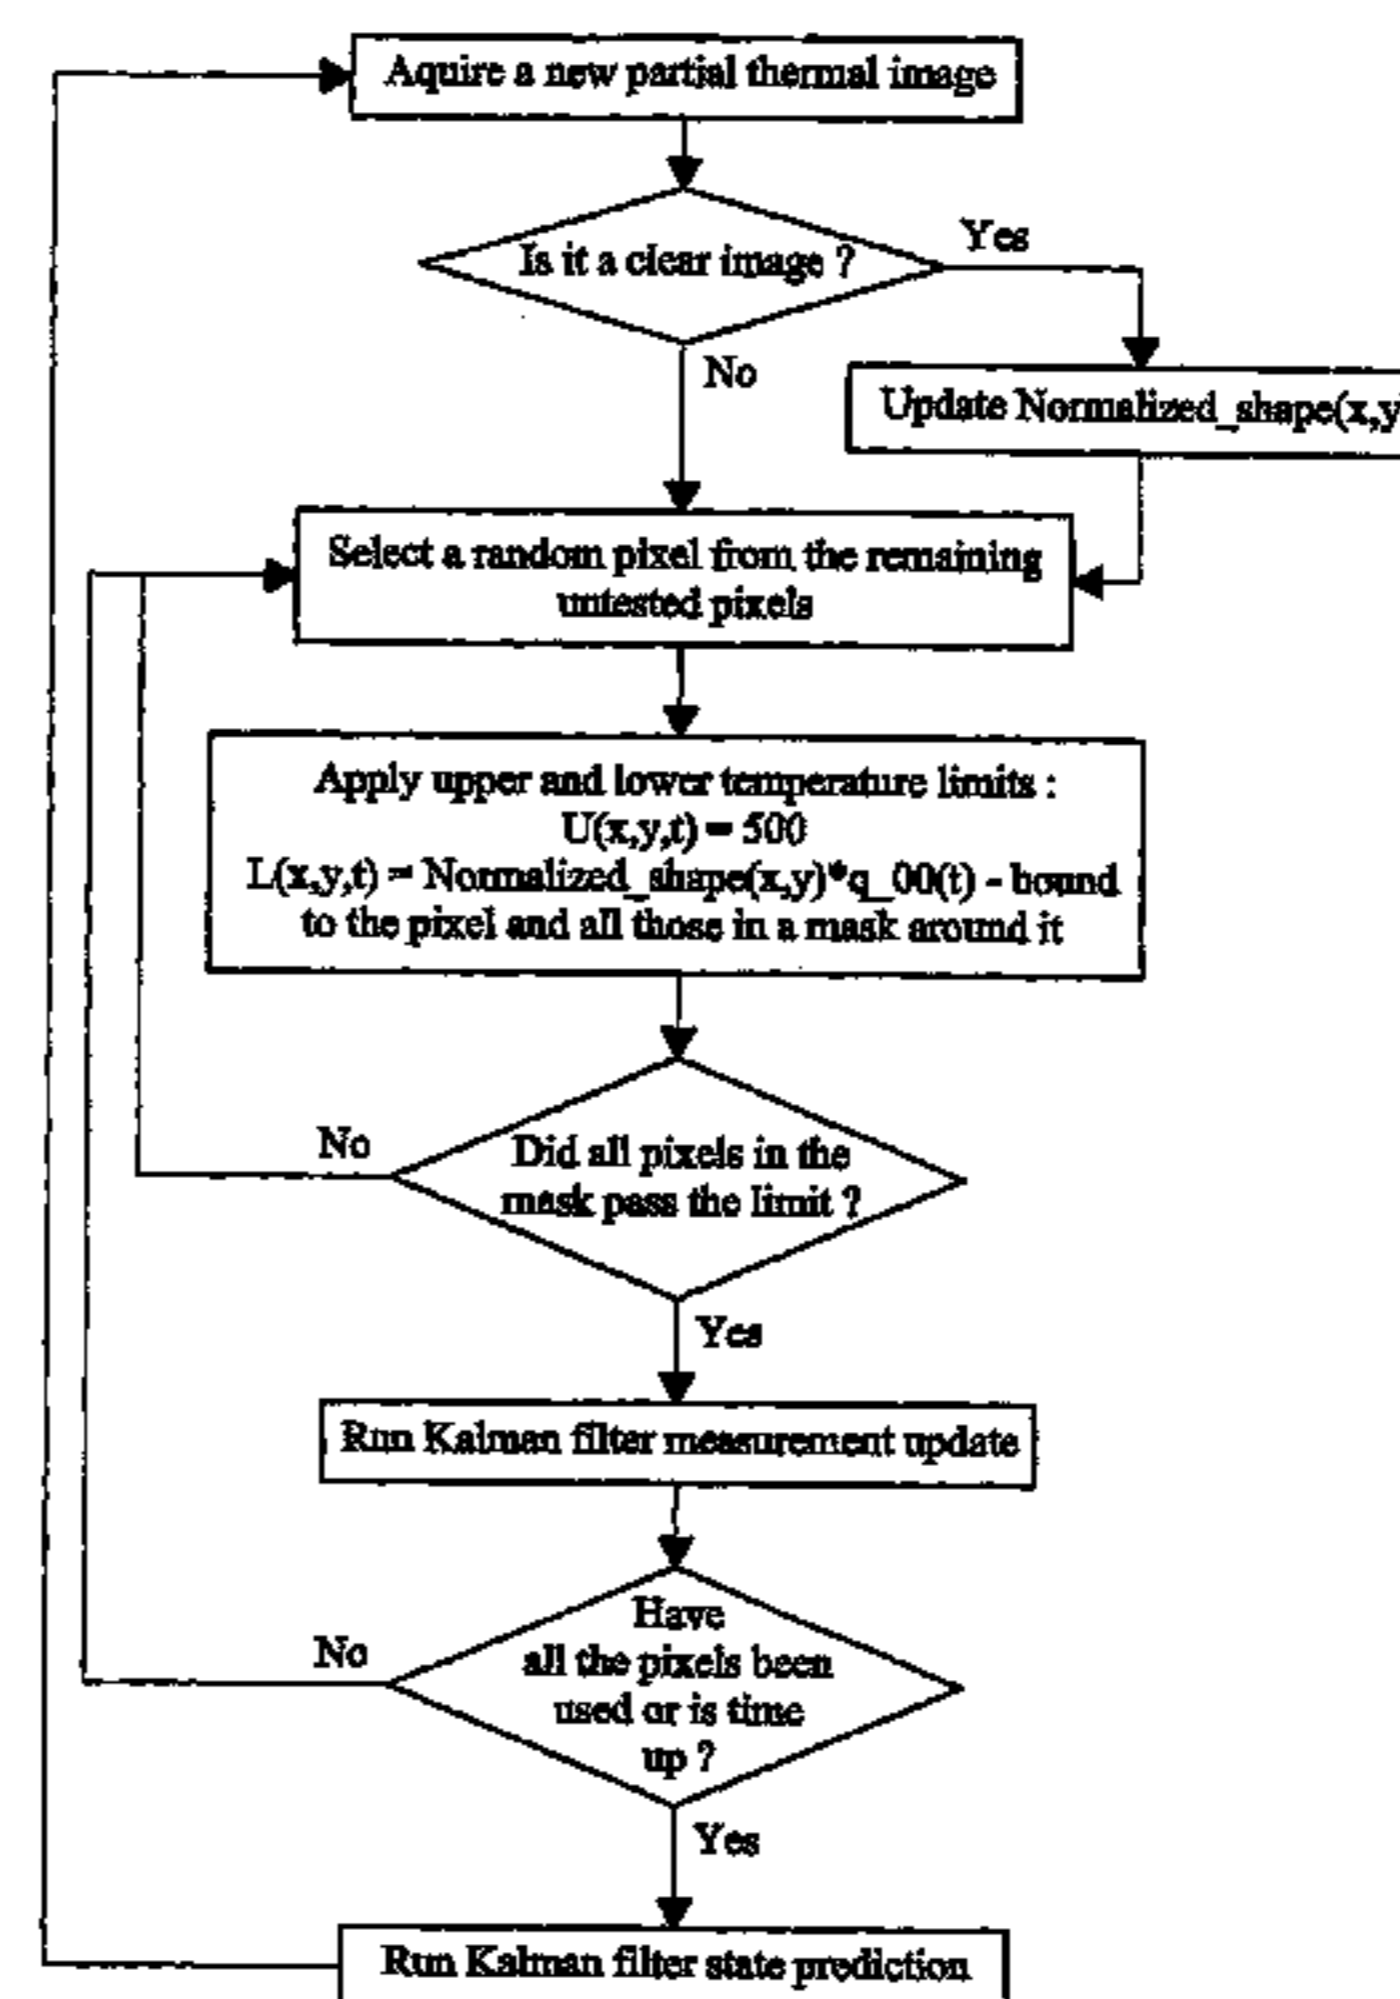 Aquire a new partial thermal image
Is it a clear image ?
Yes
No
Update Normalized_shape(x,y
Select a random pixel from the remaining
untested pixels
Apply upper and lower temperature limits :
U(x,y,t) = 500
L(x,y,t) = Normalized_shape(x,y)*q_00(t) - bound
to the pixel and all those in a mask around it
No
Did all pixels in the
mask pass the limit ?
Yes
Run Kalman filter measurement update
No
Have
all the pixels been
used or is time
up ?
Yes
Run Kalman filter state prediction